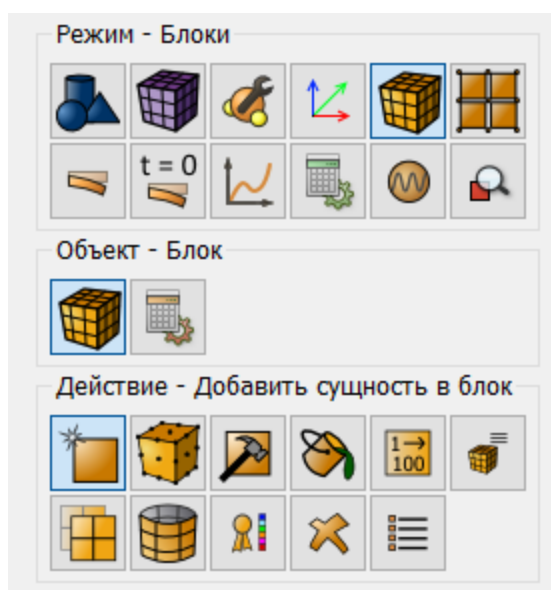 Режим - Блоки
t = 0
Объект - Блок
Действие - Добавить сущность в блок
1→
100